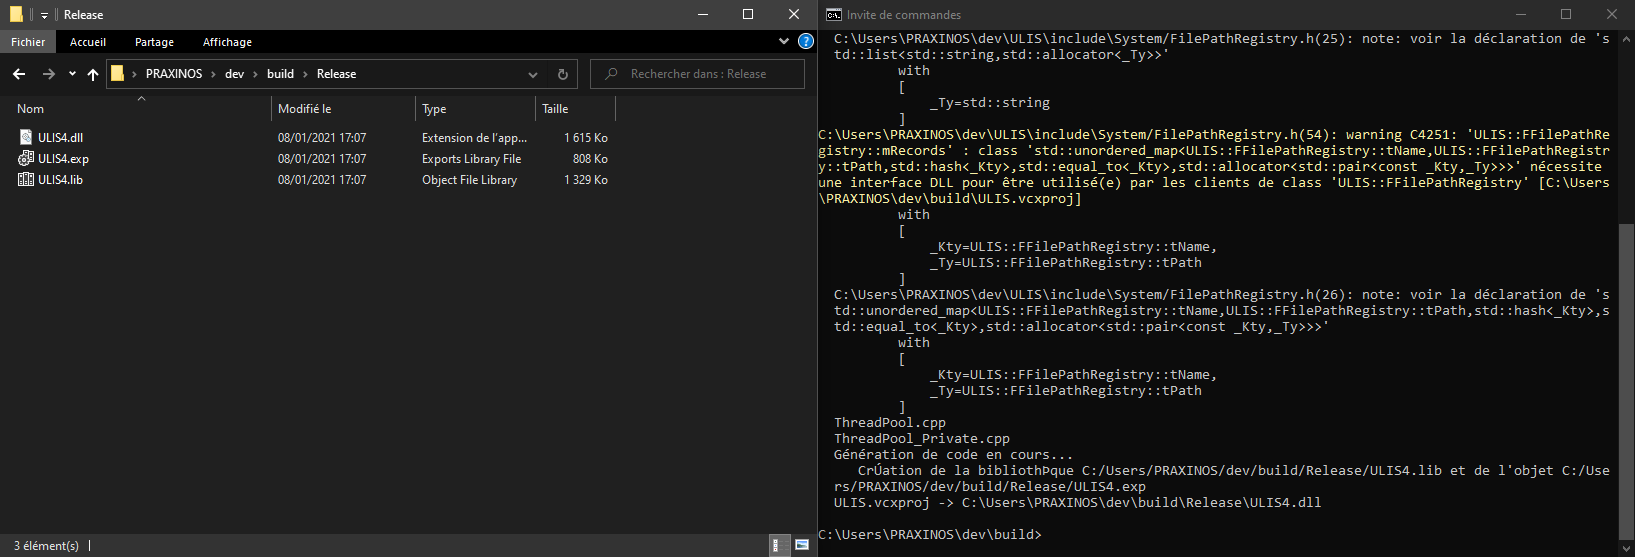 Release
Fichier Accueil Partage Affichage
PRAXINOS > dev > build > Release
Rechercher dans : Release
Nom Modifié le Type Taille
ULIS4.dll 08/01/2021 17:07 Extension de l'app... 1 615 Ko
ULIS4.exp 08/01/2021 17:07 Exports Library File 808 Ko
ULIS4.lib 08/01/2021 17:07 Object File Library 1 329 Ko
3 élément(s)
Invite de commandes
C:\Users\PRAXINOS\dev\ULIS\include\System/FilePathRegistry.h(25): note: voir la déclaration de 's
td::list<std::string,std::allocator<_Ty>>'
with
[
_Ty=std::string
]
C:\Users\PRAXINOS\dev\ULIS\include\System/FilePathRegistry.h(54): warning C4251: 'ULIS::FFilePathRe
gistry::mRecords' : class 'std::unordered_map<ULIS::FFilePathRegistry::tName,ULIS::FFilePathRegistr
y::tPath,std::hash<_Kty>,std::equal_to<_Kty>,std::allocator<std::pair<const _Kty,_Ty>>>' nécessite
une interface DLL pour être utilisé(e) par les clients de class 'ULIS::FFilePathRegistry' [C:\Users
\PRAXINOS\dev\build\ULIS.vcxproj]
with
[
_Kty=ULIS::FFilePathRegistry::tName,
_Ty=ULIS::FFilePathRegistry::tPath
]
C:\Users\PRAXINOS\dev\ULIS\include\System/FilePathRegistry.h(26): note: voir la déclaration de 's
td::unordered_map<ULIS::FFilePathRegistry::tName,ULIS::FFilePathRegistry::tPath,std::hash<_Kty>,s
td::equal_to<_Kty>,std::allocator<std::pair<const _Kty,_Ty>>>'
with
[
_Kty=ULIS::FFilePathRegistry::tName,
_Ty=ULIS::FFilePathRegistry::tPath
]
ThreadPool.cpp
ThreadPool_Private.cpp
Génération de code en cours...
CrÚation de la bibliothÞque C:/Users/PRAXINOS/dev/build/Release/ULIS4.lib et de l'objet C:/Use
rs/PRAXINOS/dev/build/Release/ULIS4.exp
ULIS.vcxproj -> C:\Users\PRAXINOS\dev\build\Release\ULIS4.dll
C:\Users\PRAXINOS\dev\build>